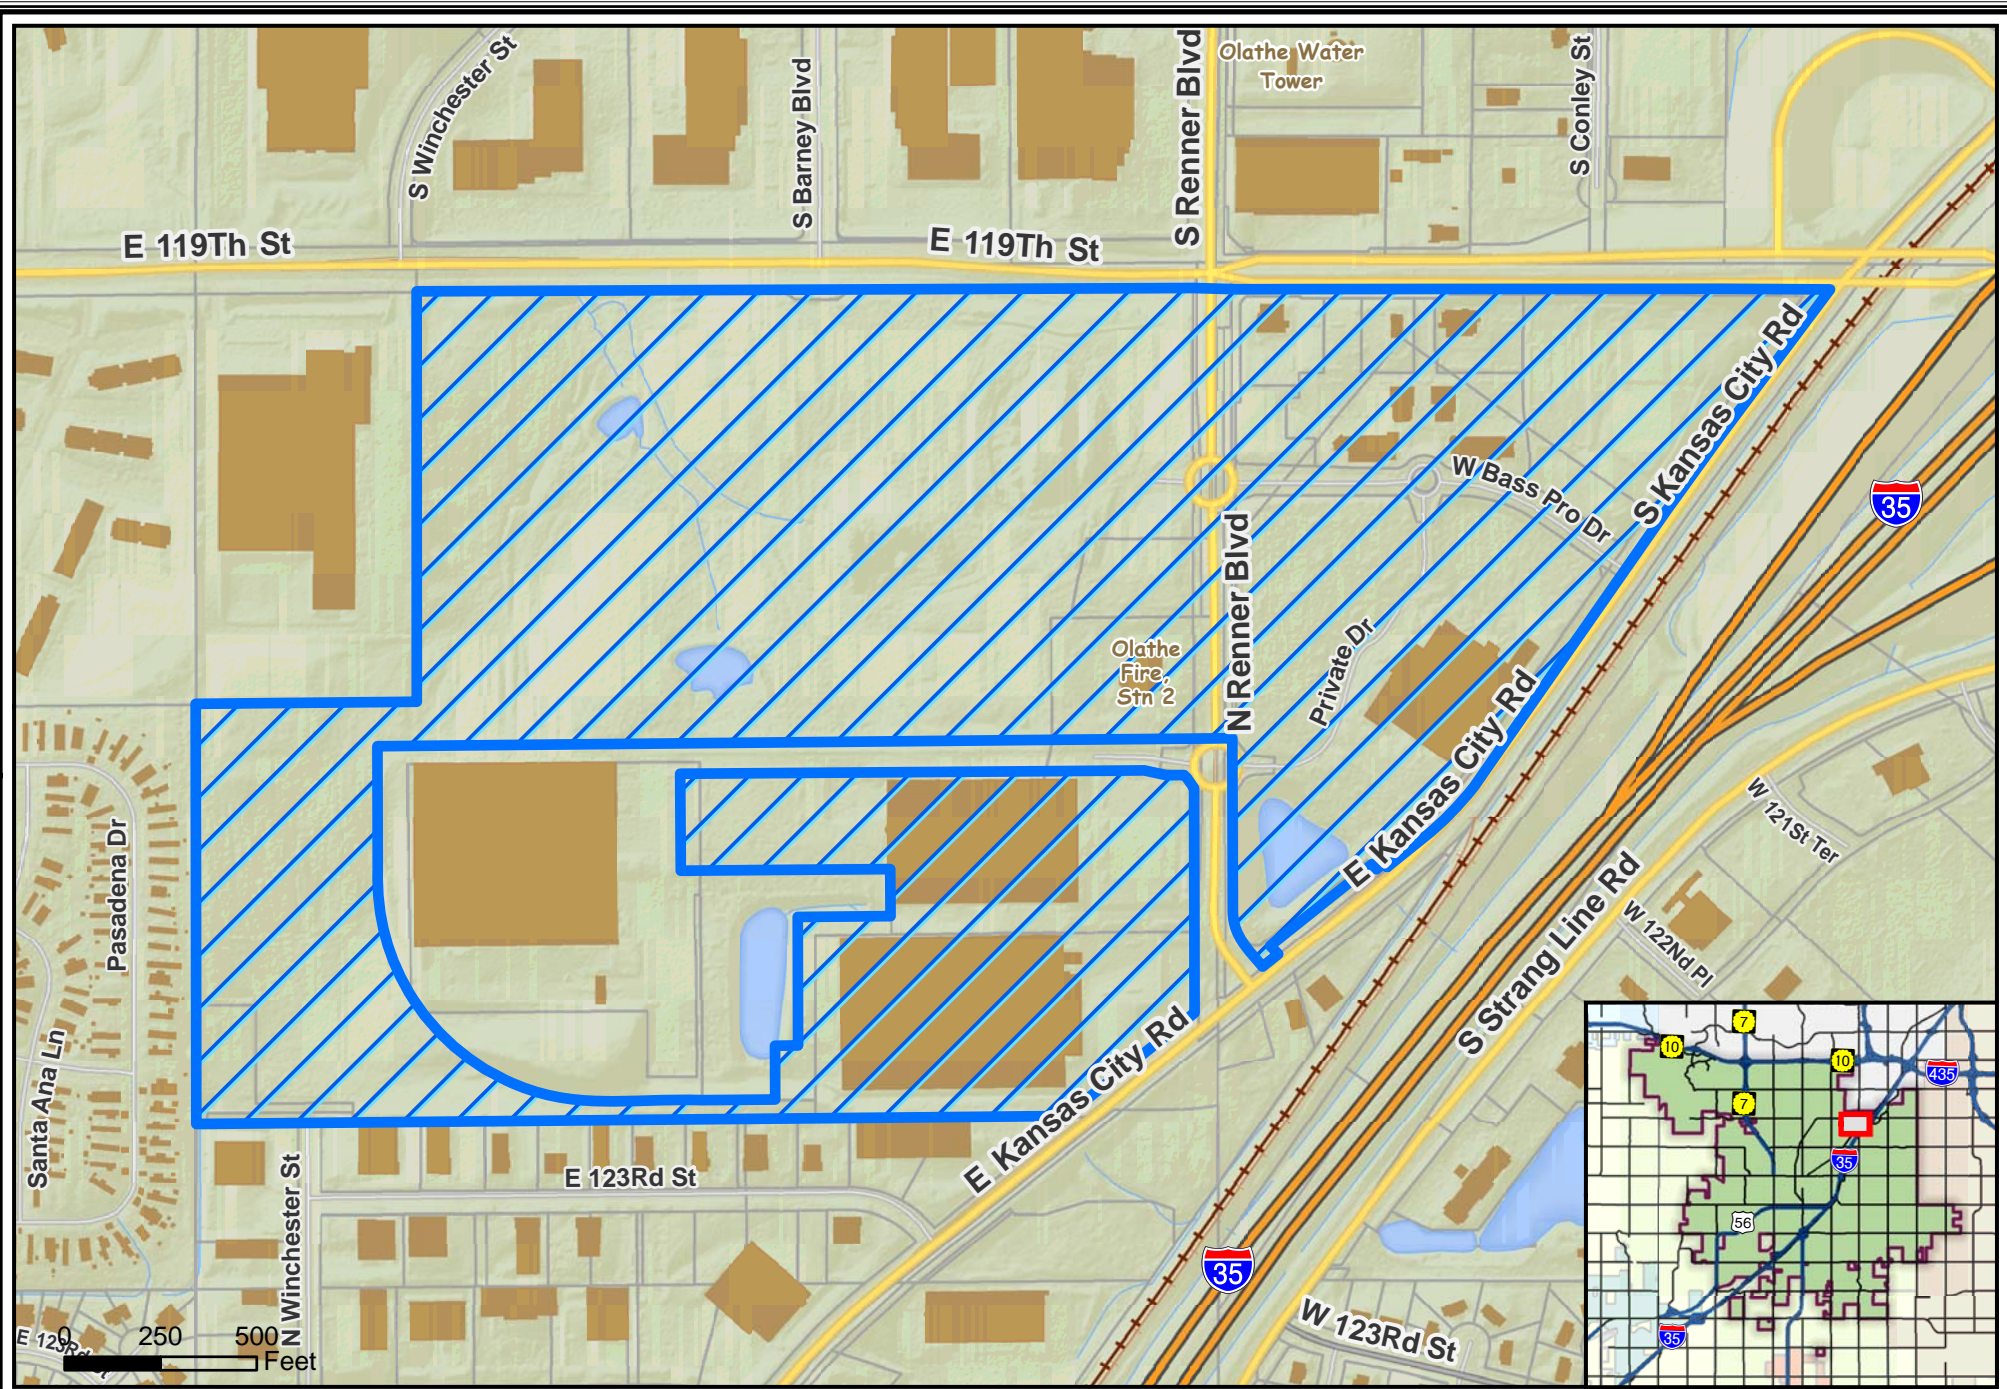 S Winchester St
S Barney Blvd
S Renner Blvd
Olathe Water
Tower
S Conley St
E 119Th St
E 119Th St
S Kansas City Rd
W Bass Pro Dr
35
N Renner Blvd
Olathe
Fire,
Stn 2
Private Dr
E Kansas City Rd
W 121St Ter
Pasadena Dr
S Strang Line Rd
W 122Nd Pl
Santa Ana Ln
E Kansas City Rd
E 123Rd St
N Winchester St
35
W 123Rd St
E 123Rd St
0 250 500
Feet
7
10
10
435
7
35
56
35